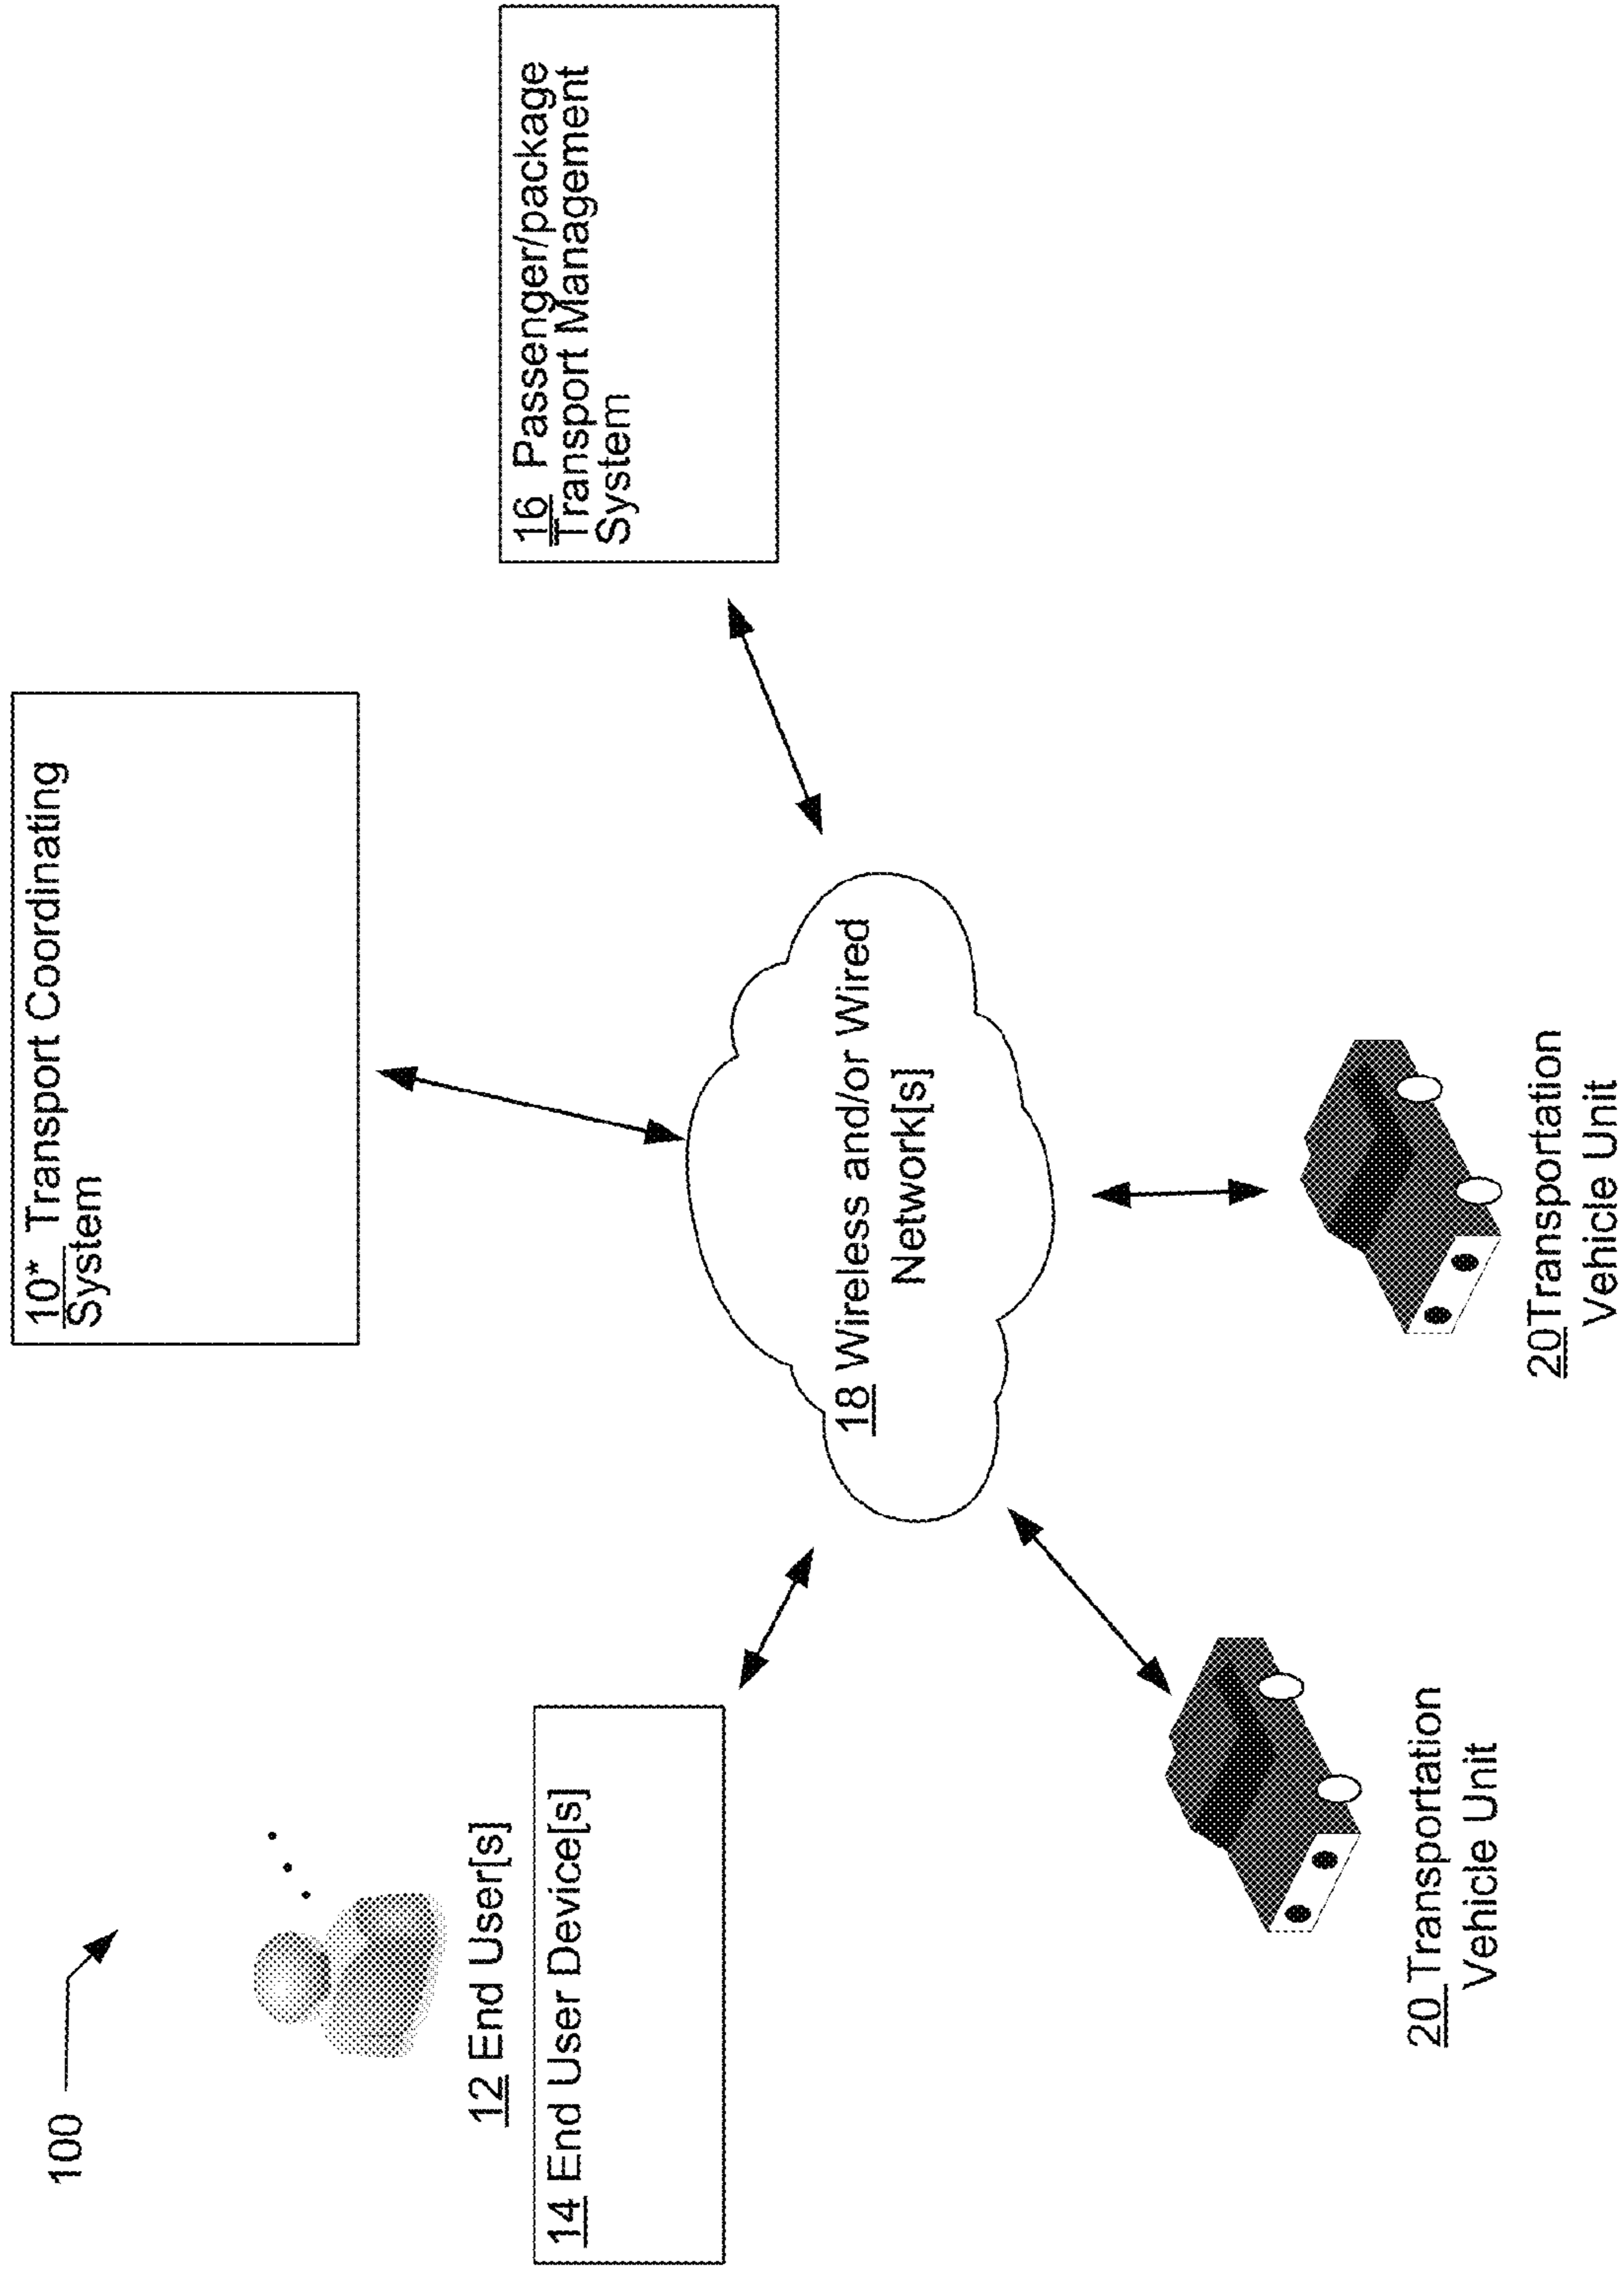 100
10* Transport Coordinating
System
12 End User[s]
14 End User Device[s]
16 Passenger/package
Transport Management
System
18 Wireless and/or Wired
Network[s]
20 Transportation
Vehicle Unit
20Transportation
Vehicle Unit